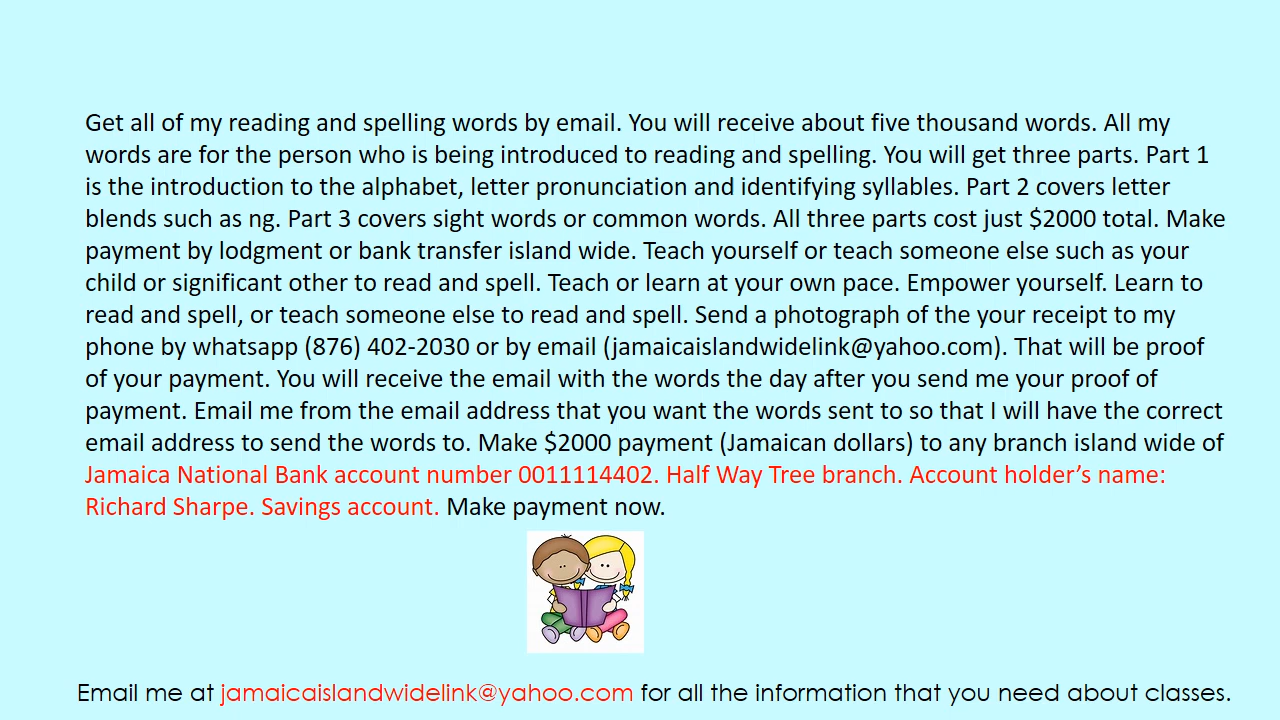 Get all of my reading and spelling words by email. You will receive about five thousand words. All my
words are for the person who is being introduced to reading and spelling. You will get three parts. Part 1
is the introduction to the alphabet, letter pronunciation and identifying syllables. Part 2 covers letter
blends such as ng. Part 3 covers sight words or common words. All three parts cost just $2000 total. Make
payment by lodgment or bank transfer island wide. Teach yourself or teach someone else such as your
child or significant other to read and spell. Teach or learn at your own pace. Empower yourself. Learn to
read and spell, or teach someone else to read and spell. Send a photograph of the your receipt to my
phone by whatsapp (876) 402-2030 or by email (jamaicaislandwidelink@yahoo.com). That will be proof
of your payment. You will receive the email with the words the day after you send me your proof of
payment. Email me from the email address that you want the words sent to so that I will have the correct
email address to send the words to. Make $2000 payment (Jamaican dollars) to any branch island wide of
Jamaica National Bank account number 0011114402. Half Way Tree branch. Account holder’s name:
Richard Sharpe. Savings account. Make payment now.
Email me at jamaicaislandwidelink@yahoo.com for all the information that you need about classes.